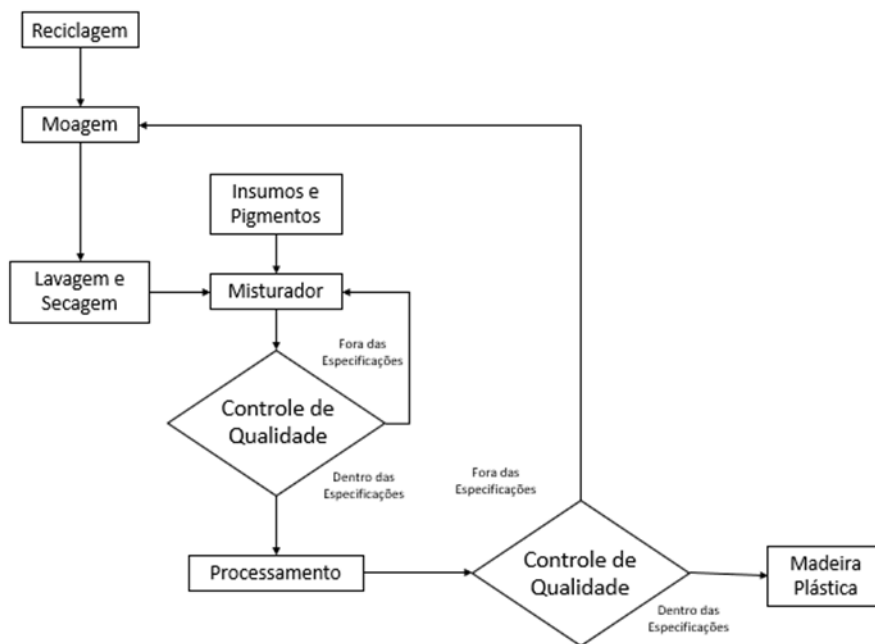 Reciclagem
Moagem
Insumos e
Pigmentos
Lavagem e
Secagem
Misturador
Fora das
Especificações
Controle de
Qualidade
Dentro das
Especificações
Fora das
Especificações
Processamento
Controle de
Qualidade
Madeira
Plástica
Dentro das
Especificações